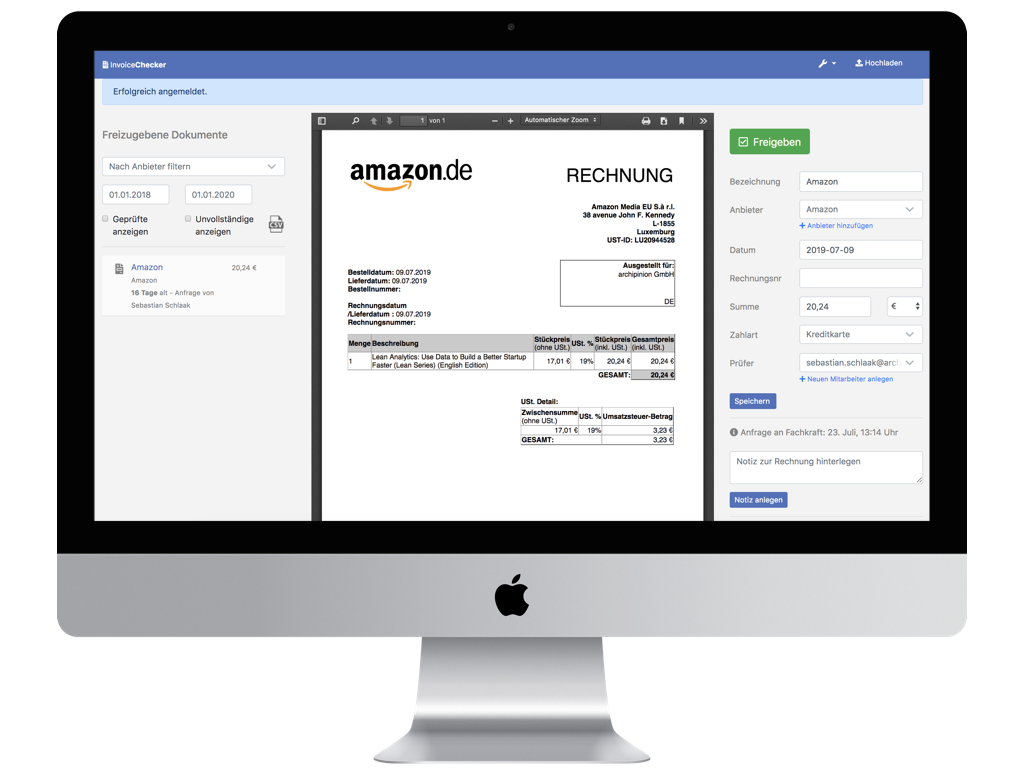 InvoiceChecker
Hochladen
Erfolgreich angemeldet.
Freizugebene Dokumente
Nach Anbieter filtern
01.01.2018 01.01.2020
Geprüfte anzeigen
Unvollständige anzeigen
CSV
Amazon 20,24 €
Amazon
16 Tage alt - Anfrage von
Sebastian Schlaak
1 von 1
Automatischer Zoom
amazon.de
RECHNUNG
Amazon Media EU S.à r.l.
38 avenue John F. Kennedy
L-1855
Luxemburg
UST-ID: LU20944528
Ausgestellt für:
archipinion GmbH
DE
Bestelldatum: 09.07.2019
Lieferdatum: 09.07.2019
Bestellnummer:
Rechnungsdatum
/Lieferdatum : 09.07.2019
Rechnungsnummer:
Menge Beschreibung Stückpreis (ohne USt.) USt. % Stückpreis (inkl. USt.) Gesamtpreis (inkl. USt.)
1 Lean Analytics: Use Data to Build a Better Startup 17,01 € 19% 20,24 € 20,24 €
Faster (Lean Series) (English Edition)
GESAMT: 20,24 €
USt. Detail:
Zwischensumme (ohne USt.) USt. % Umsatzsteuer-Betrag
17,01 € 19% 3,23 €
GESAMT: 3,23 €
Freigeben
Bezeichnung Amazon
Anbieter Amazon
+ Anbieter hinzufügen
Datum 2019-07-09
Rechnungsnr
Summe 20,24 €
Zahlart Kreditkarte
Prüfer sebastian.schlaak@arc
+ Neuen Mitarbeiter anlegen
Speichern
Anfrage an Fachkraft: 23. Juli, 13:14 Uhr
Notiz zur Rechnung hinterlegen
Notiz anlegen